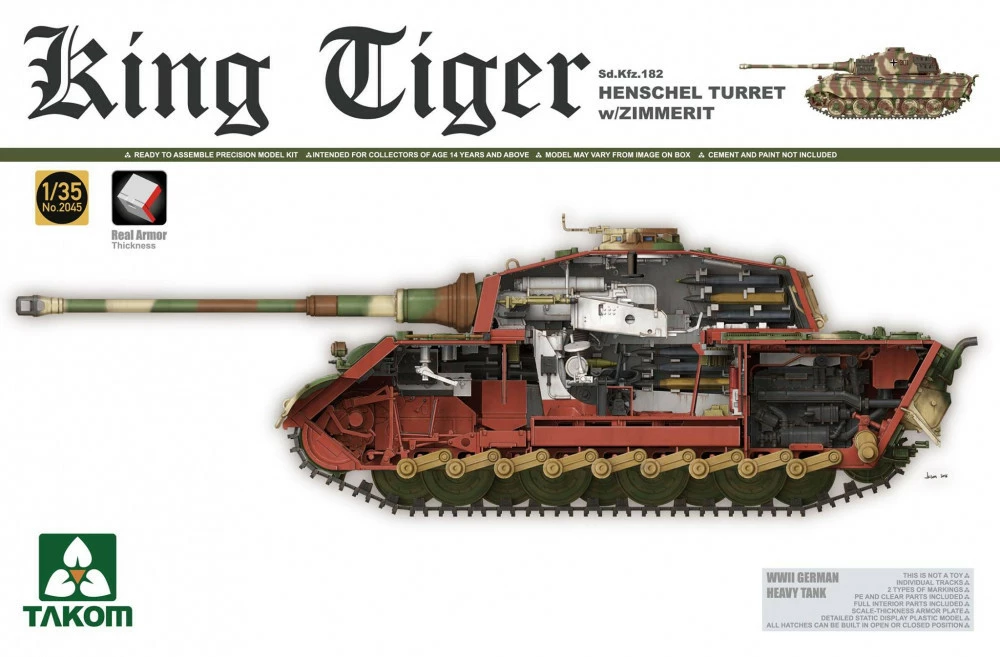 King Tiger
Sd.Kfz.182
HENSCHEL TURRET
w/ZIMMERIT
READY TO ASSEMBLE PRECISION MODEL KIT INTENDED FOR COLLECTORS OF AGE 14 YEARS AND ABOVE MODEL MAY VARY FROM IMAGE ON BOX CEMENT AND PAINT NOT INCLUDED
1/35
No.2045
Real Armor
Thickness
TAKOM
WWII GERMAN
HEAVY TANK
THIS IS NOT A TOY
INDIVIDUAL TRACKS
2 TYPES OF MARKINGS
PE AND CLEAR PARTS INCLUDED
FULL INTERIOR PARTS INCLUDED
SCALE-THICKNESS ARMOR PLATE
DETAILED STATIC DISPLAY PLASTIC MODEL
ALL HATCHES CAN BE BUILT IN OPEN OR CLOSED POSITION